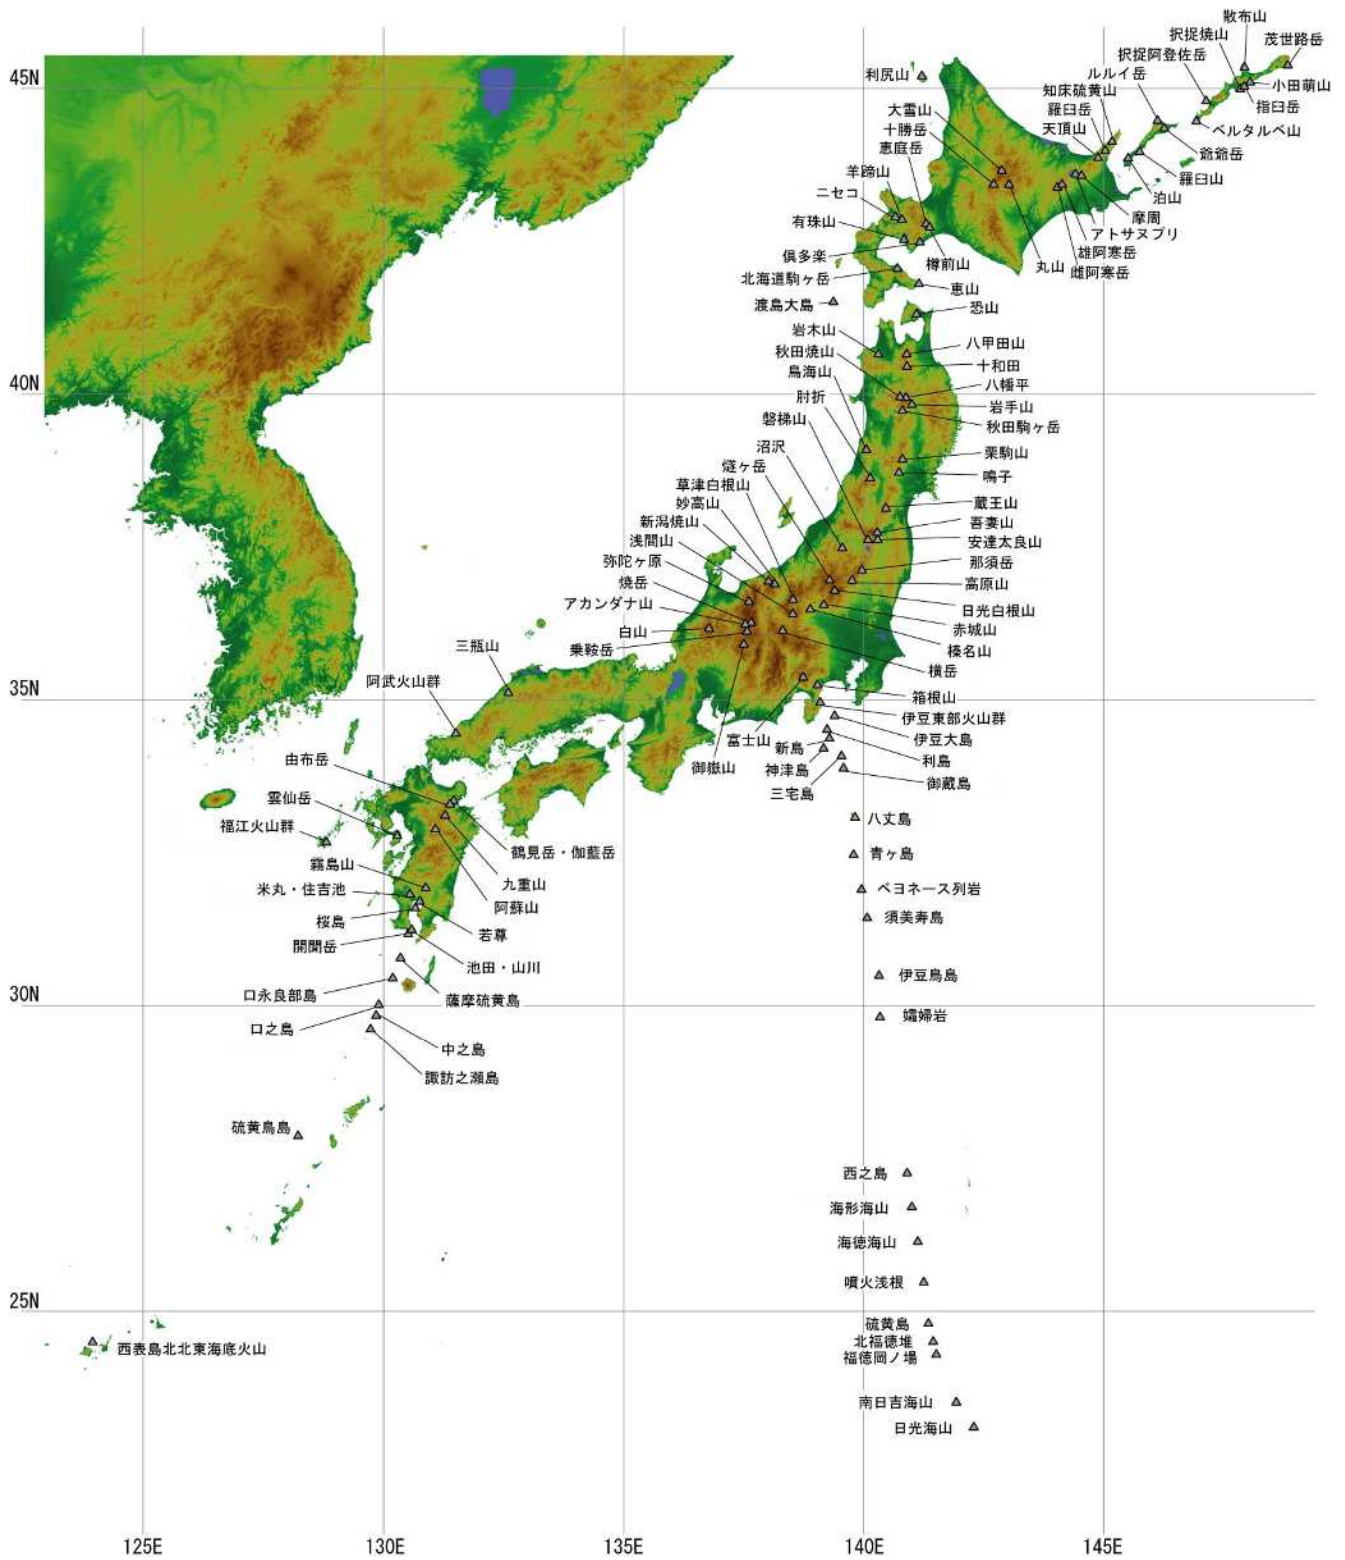 散布山
択捉焼山
茂世路岳
択捉阿登佐岳
ルルイ岳
45N
利尻山
小田萌山
知床硫黄山
大雪山
羅臼岳
指臼岳
十勝岳
天頂山
ベルタルベ山
恵庭岳
爺爺岳
羊蹄山
羅臼山
ニセコ
泊山
有珠山
摩周
アトサヌプリ
倶多楽
雄阿寒岳
樽前山
丸山
雌阿寒岳
北海道駒ヶ岳
恵山
渡島大島
恐山
岩木山
八甲田山
秋田焼山
十和田
鳥海山
40N
八幡平
肘折
岩手山
磐梯山
秋田駒ヶ岳
沼沢
栗駒山
燧ヶ岳
鳴子
草津白根山
妙高山
蔵王山
新潟焼山
吾妻山
浅間山
安達太良山
弥陀ヶ原
那須岳
焼岳
高原山
アカンダナ山
日光白根山
白山
赤城山
三瓶山
乗鞍岳
榛名山
横岳
阿武火山群
35N
箱根山
伊豆東部火山群
富士山
伊豆大島
新島
由布岳
御嶽山
神津島
利島
三宅島
御蔵島
雲仙岳
福江火山群
八丈島
鶴見岳・伽藍岳
青ヶ島
霧島山
九重山
米丸・住吉池
ベヨネース列岩
阿蘇山
桜島
須美寿島
若尊
開聞岳
池田・山川
伊豆鳥島
口永良部島
薩摩硫黄島
30N
孀婦岩
口之島
中之島
諏訪之瀬島
硫黄鳥島
西之島
海形海山
海徳海山
噴火浅根
25N
硫黄島
北福徳堆
西表島北北東海底火山
福徳岡ノ場
南日吉海山
日光海山
125E
130E
135E
140E
145E